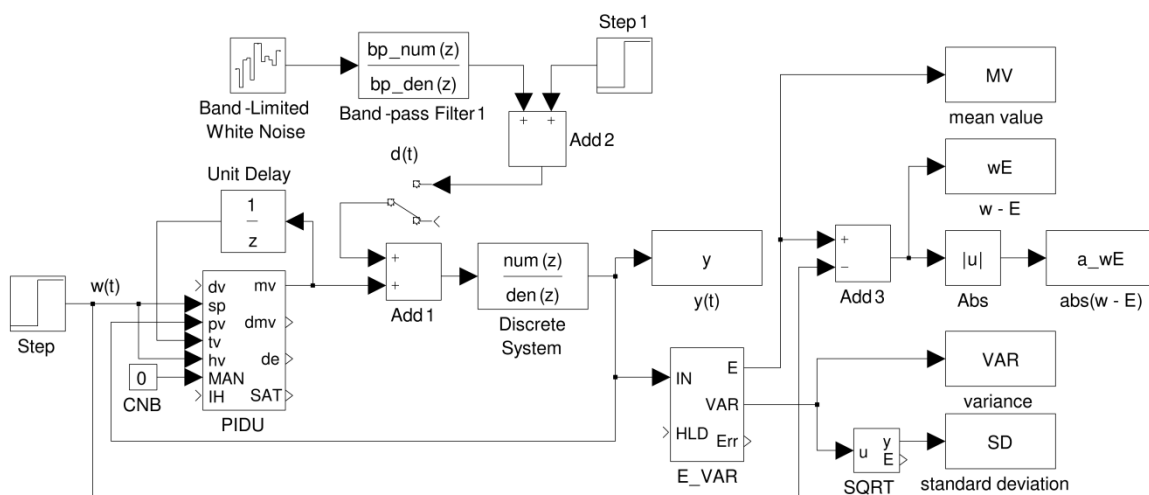 Step 1
bp_num (z)
bp_den (z)
MV
Band -Limited
White Noise
Band -pass Filter 1
mean value
+ +
Add 2
d(t)
Unit Delay
wE
w - E
1
z
+
+
Add 1
num (z)
den (z)
Discrete
System
y
y(t)
+
−
Add 3
|u|
Abs
a_wE
abs(w - E)
w(t)
Step
dv
sp
pv
tv
hv
MAN
IH
mv
dmv
de
SAT
PIDU
0
CNB
IN
HLD
E
VAR
Err
E_VAR
VAR
variance
u
y
E
SQRT
SD
standard deviation